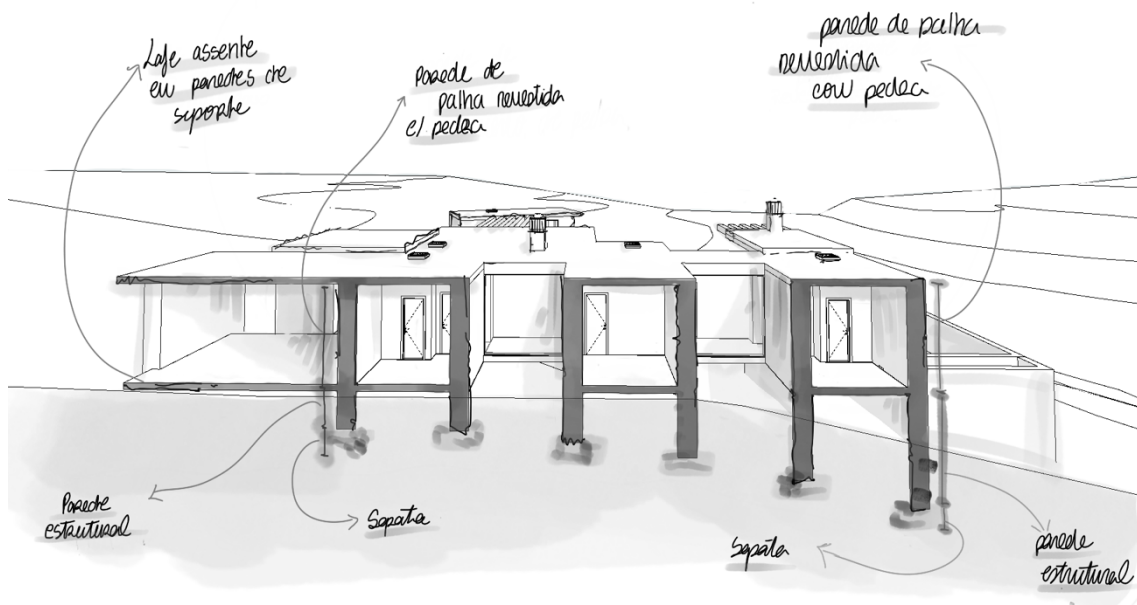 Laje assente
em paredes de
suporte
Parede de
palha revestida
c/ pedra
parede de palha
revestida
com pedra
Parede
estrutural
Sapata
Sapata
parede
estrutural